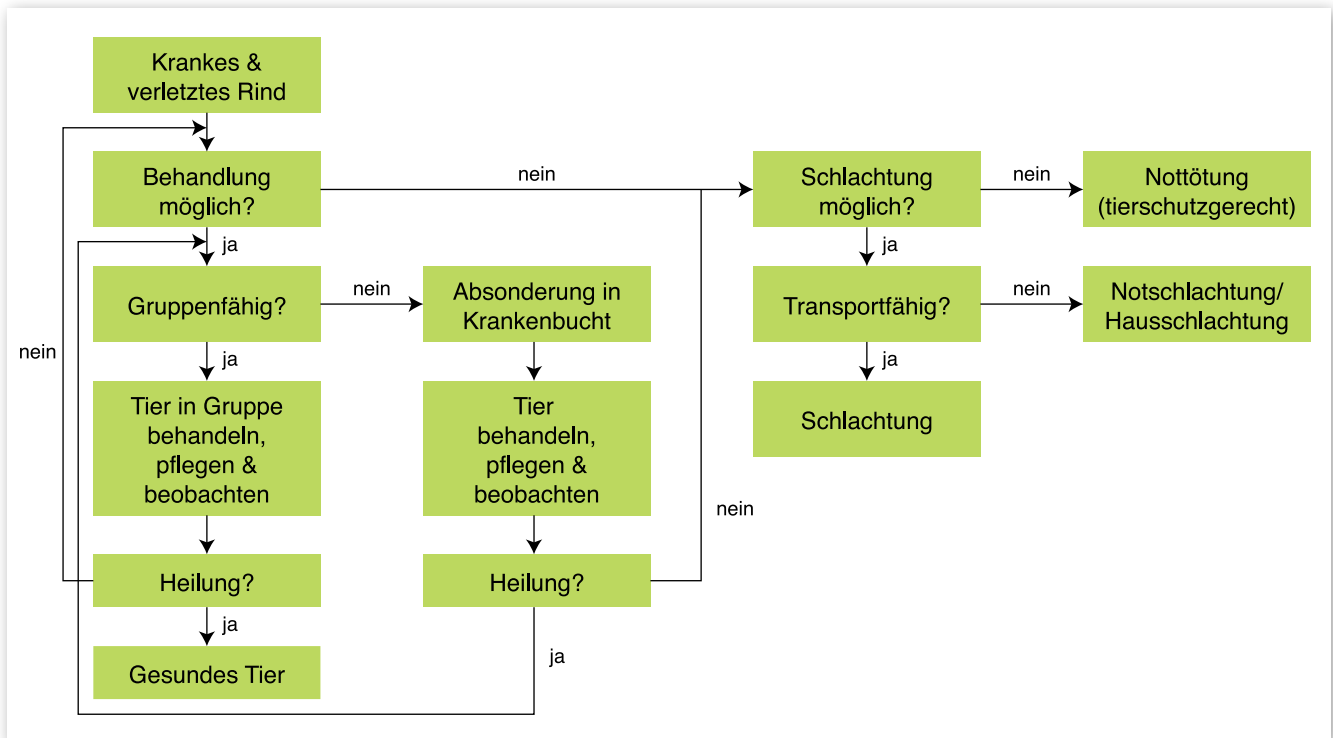 Krankes &
verletztes Rind
Behandlung
möglich?
nein
Schlachtung
möglich?
nein
Nottötung
(tierschutzgerecht)
ja
ja
Gruppenfähig?
nein
Absonderung in
Krankenbucht
Transportfähig?
nein
Notschlachtung/
Hausschlachtung
nein
ja
ja
Tier in Gruppe
behandeln,
pflegen &
beobachten
Tier
behandeln,
pflegen &
beobachten
Schlachtung
nein
Heilung?
Heilung?
ja
ja
Gesundes Tier